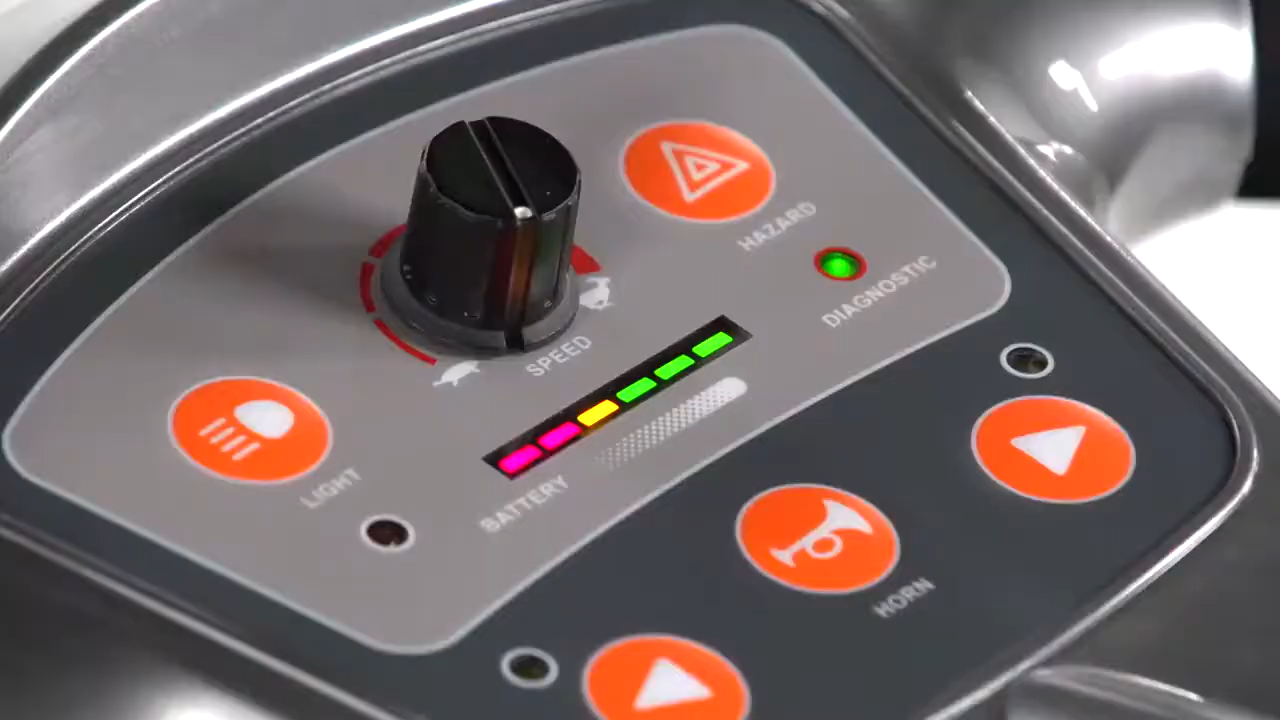 HAZARD
DIAGNOSTIC
SPEED
LIGHT
BATTERY
HORN